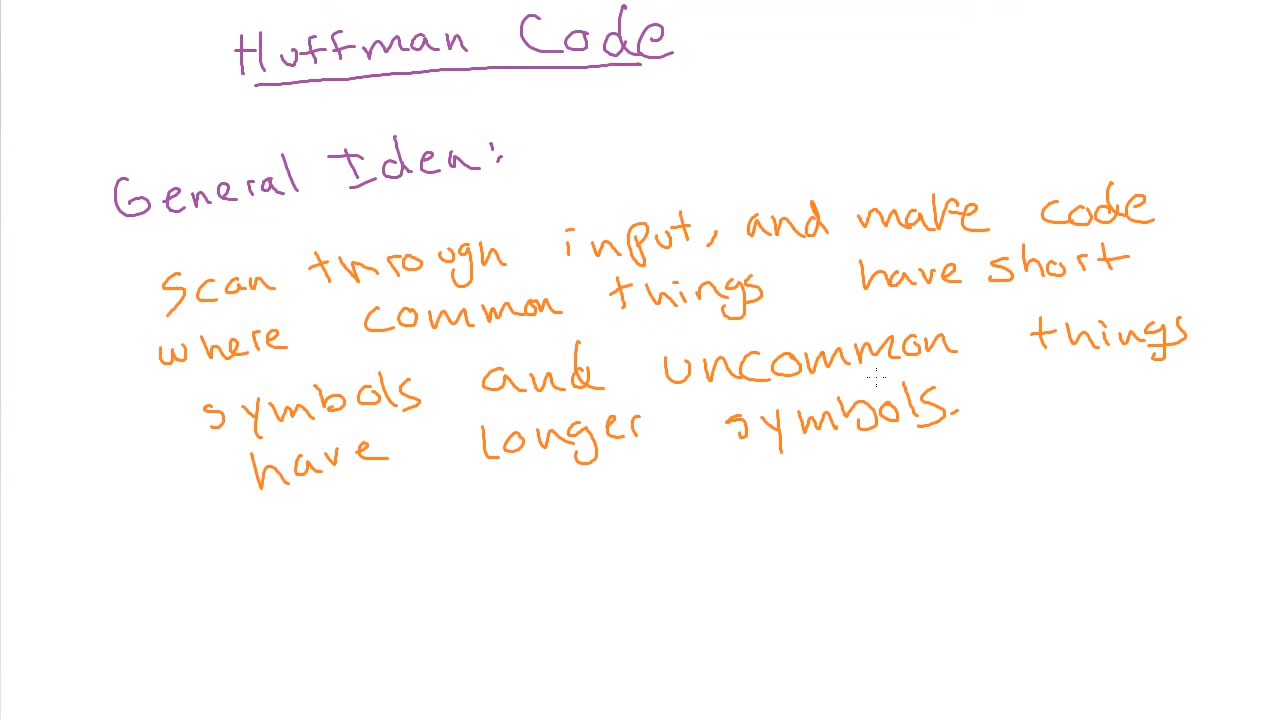 Huffman Code
General Idea:
Scan through input, and make code
where common things have short
symbols and uncommon things
have longer symbols.